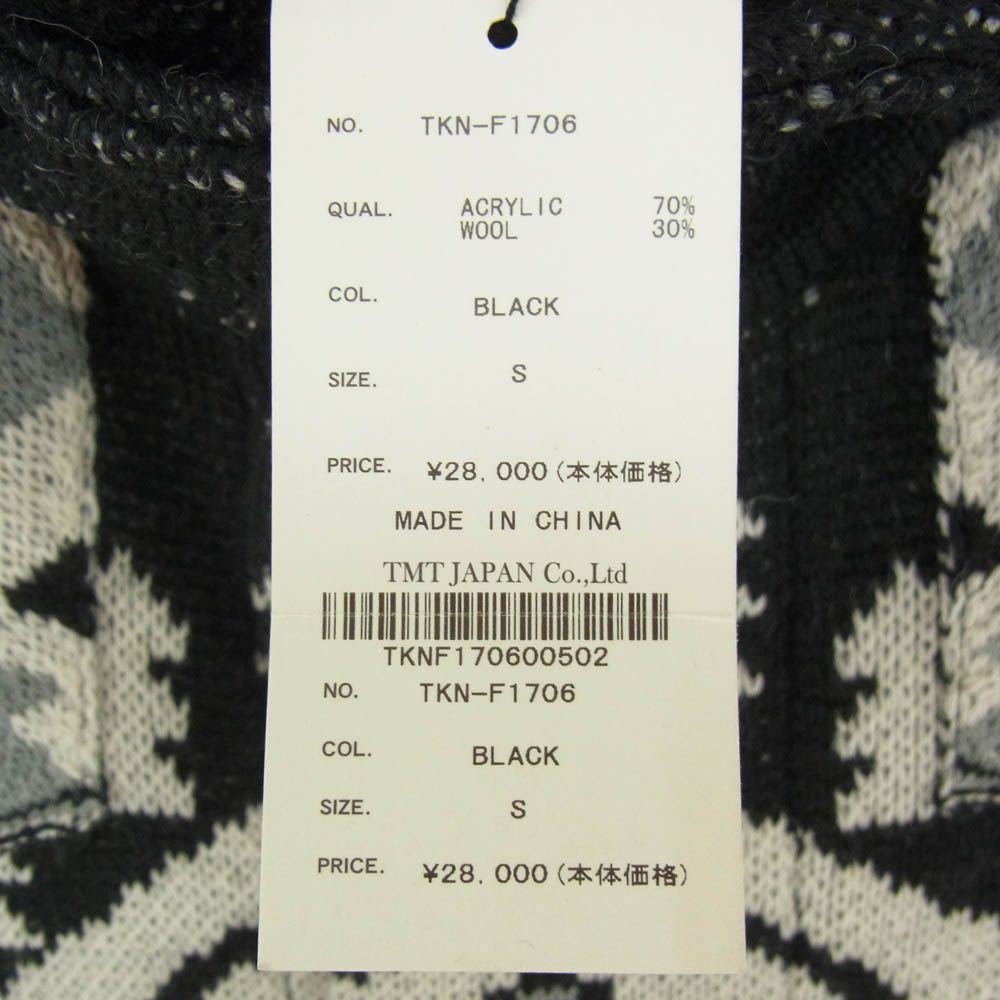 NO. TKN-F1706
QUAL. ACRYLIC 70%
WOOL 30%
COL. BLACK
SIZE. S
PRICE. ¥28,000(本体価格)
MADE IN CHINA
TMT JAPAN Co.,Ltd
TKNF170600502
NO. TKN-F1706
COL. BLACK
SIZE. S
PRICE. ¥28,000(本体価格)